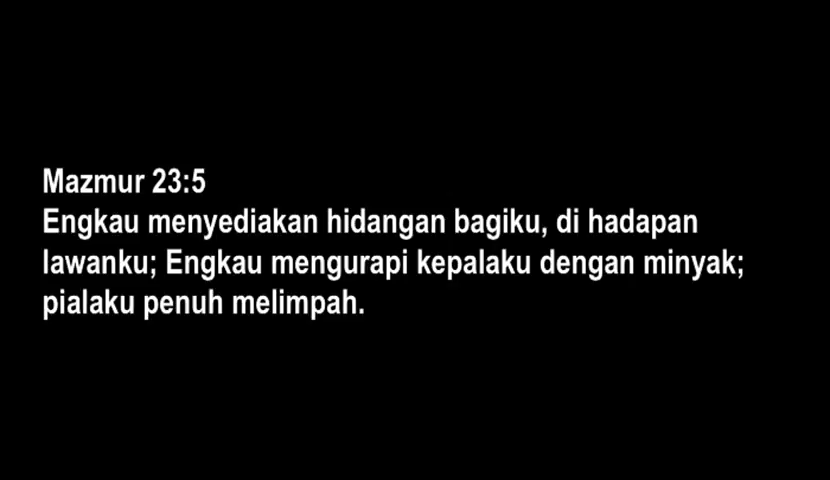 Mazmur 23:5
Engkau menyediakan hidangan bagiku, di hadapan
lawanku; Engkau mengurapi kepalaku dengan minyak;
pialaku penuh melimpah.